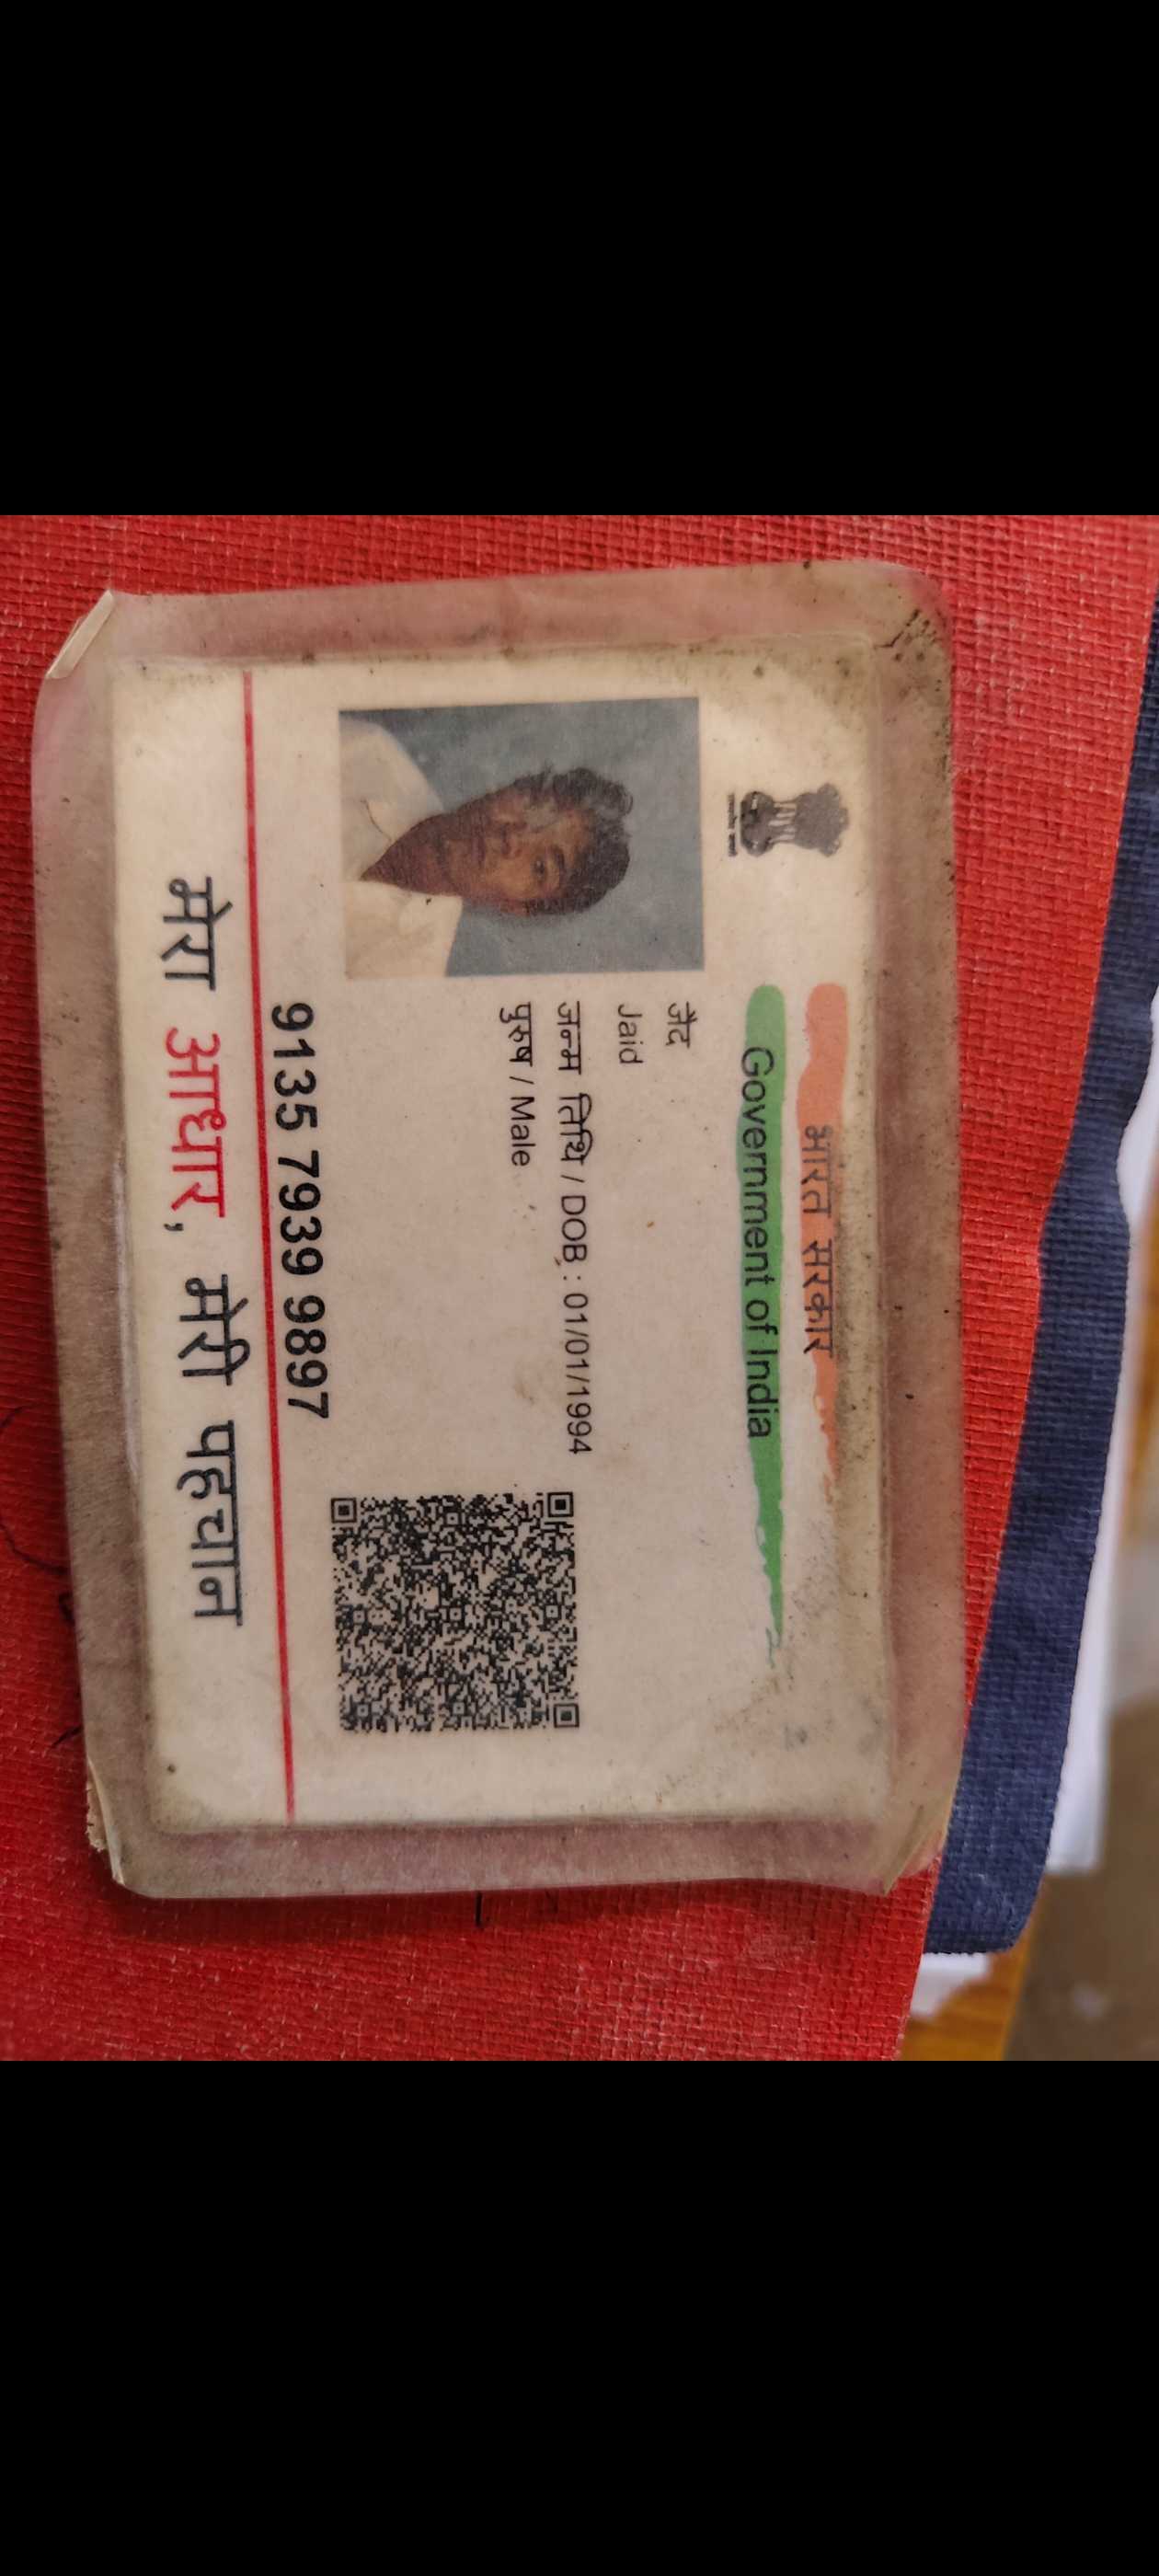 भारत सरकार
Government of India
जैद
Jaid
जन्म तिथि / DOB : 01/01/1994
पुरुष / Male
9135 7939 9897
मेरा आधार, मेरी पहचान